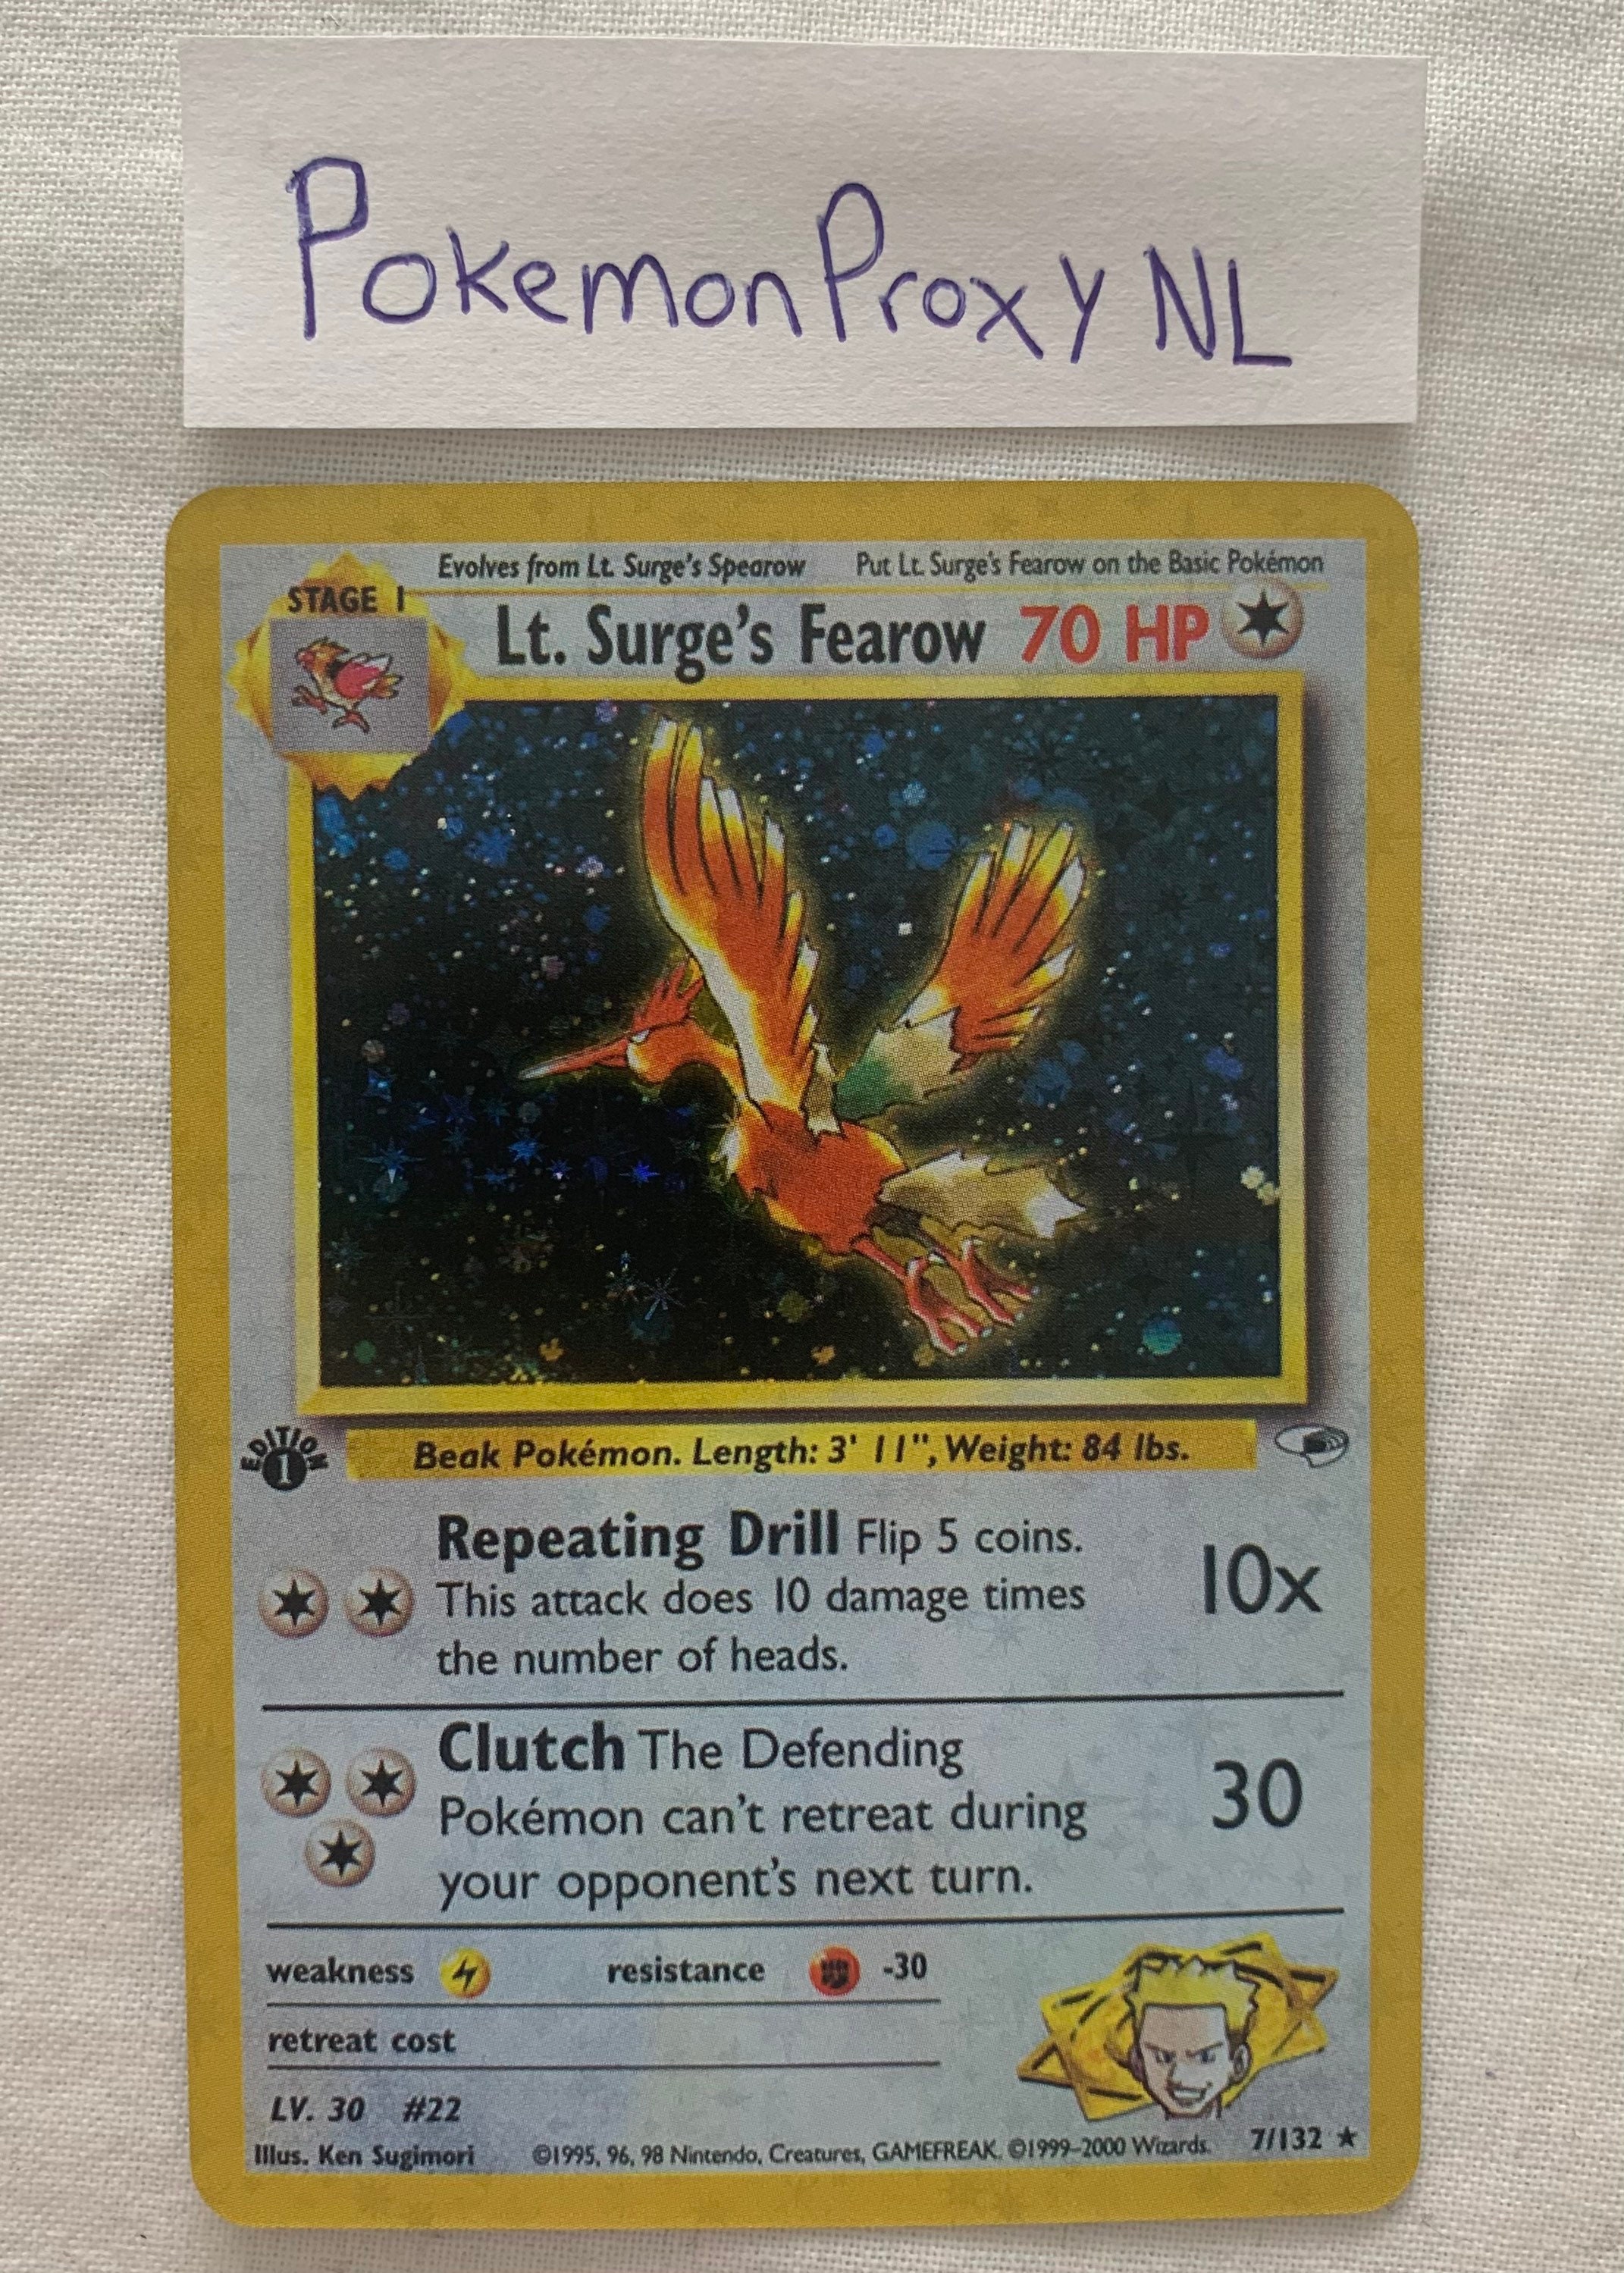 PokemonProxyNL
Evolves from Lt. Surge's Spearow Put Lt. Surge's Fearow on the Basic Pokémon
STAGE 1
Lt. Surge's Fearow 70 HP
EDITION
1
Beak Pokémon. Length: 3' 11", Weight: 84 lbs.
Repeating Drill Flip 5 coins.
This attack does 10 damage times
the number of heads.
10x
Clutch The Defending
Pokémon can't retreat during
your opponent's next turn.
30
weakness resistance -30
retreat cost
LV. 30 #22
Illus. Ken Sugimori ©1995, 96, 98 Nintendo, Creatures, GAMEFREAK. ©1999-2000 Wizards. 7/132 ★